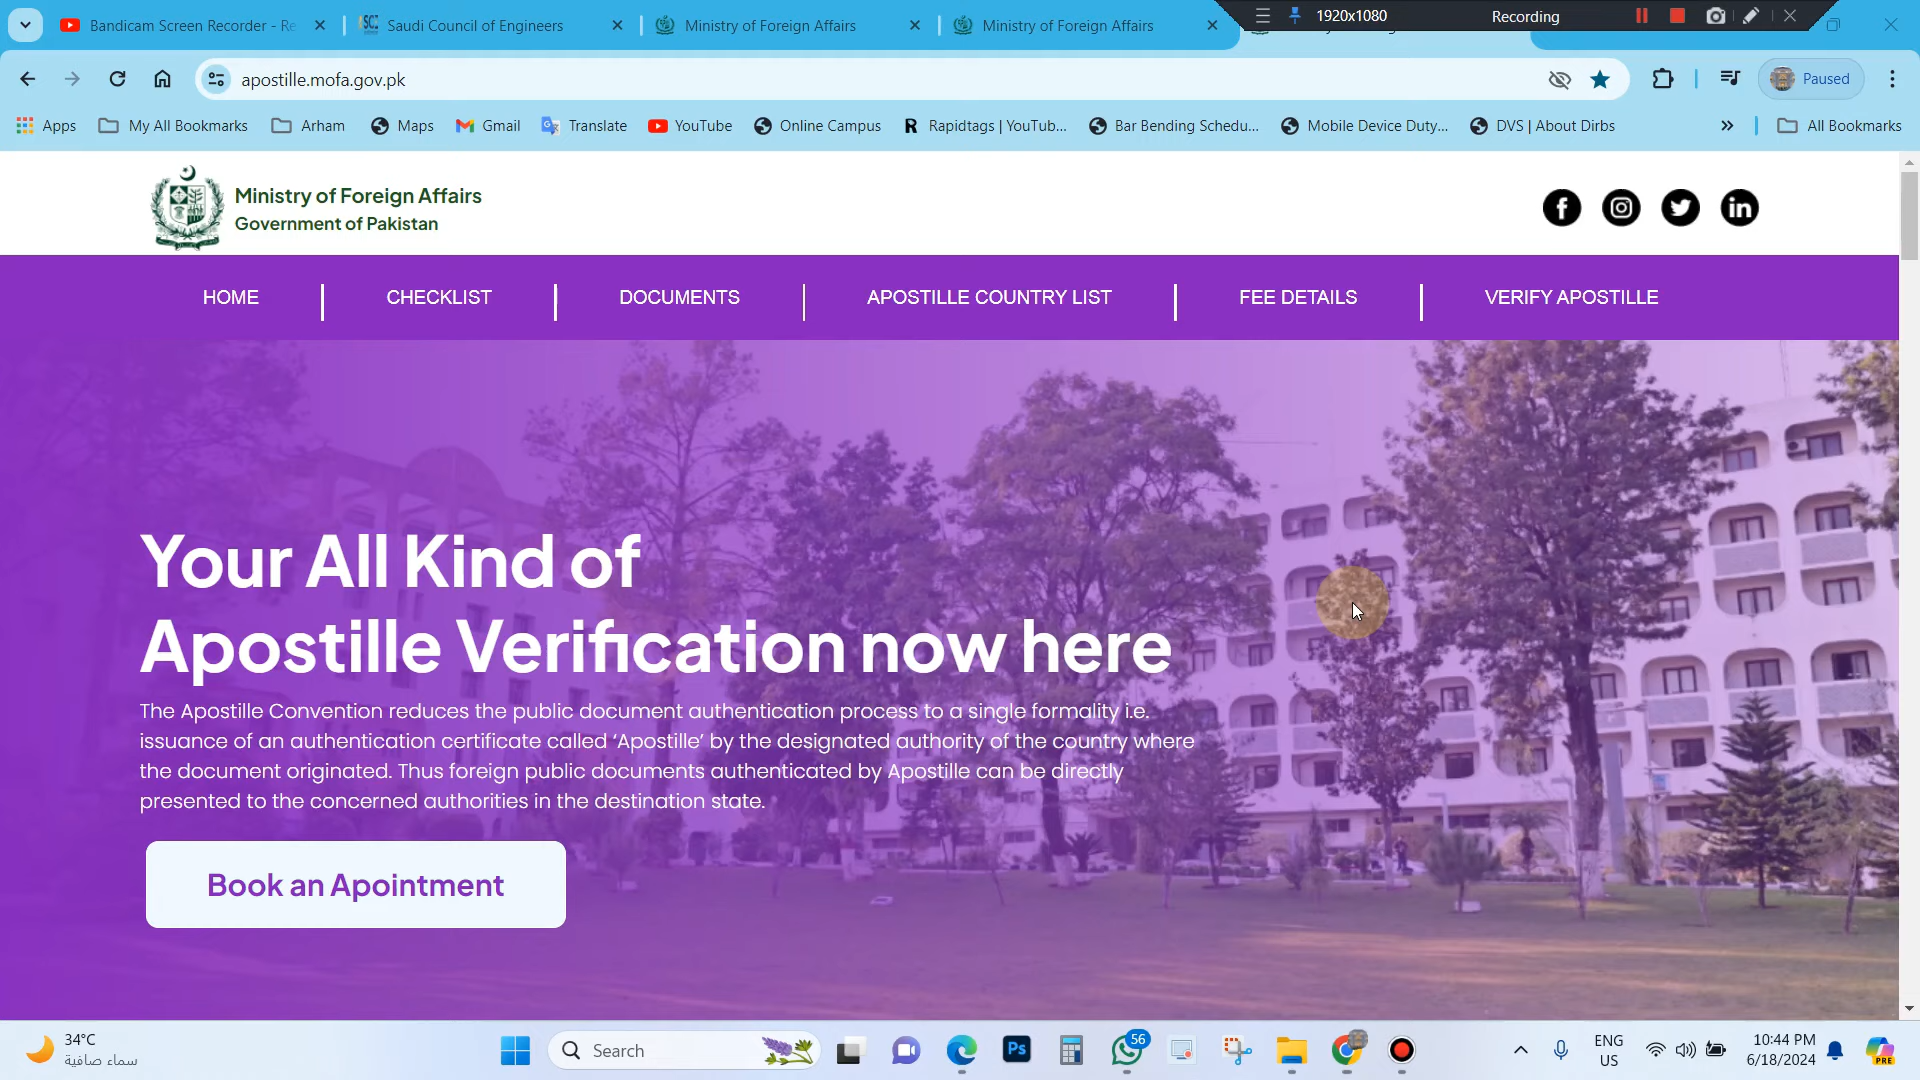 Bandicam Screen Recorder - Re
Saudi Council of Engineers
Ministry of Foreign Affairs
Ministry of Foreign Affairs
1920x1080
Recording
apostille.mofa.gov.pk
Paused
Apps
My All Bookmarks
Arham
Maps
Gmail
Translate
YouTube
Online Campus
Rapidtags | YouTub...
Bar Bending Schedu...
Mobile Device Duty...
DVS | About Dirbs
All Bookmarks
Ministry of Foreign Affairs
Government of Pakistan
HOME
CHECKLIST
DOCUMENTS
APOSTILLE COUNTRY LIST
FEE DETAILS
VERIFY APOSTILLE
Your All Kind of
Apostille Verification now here
The Apostille Convention reduces the public document authentication process to a single formality i.e.
issuance of an authentication certificate called ‘Apostille’ by the designated authority of the country where
the document originated. Thus foreign public documents authenticated by Apostille can be directly
presented to the concerned authorities in the destination state.
Book an Apointment
34°C
سماء صافية
Search
Ps
56
ENG
US
10:44 PM
6/18/2024
PRE